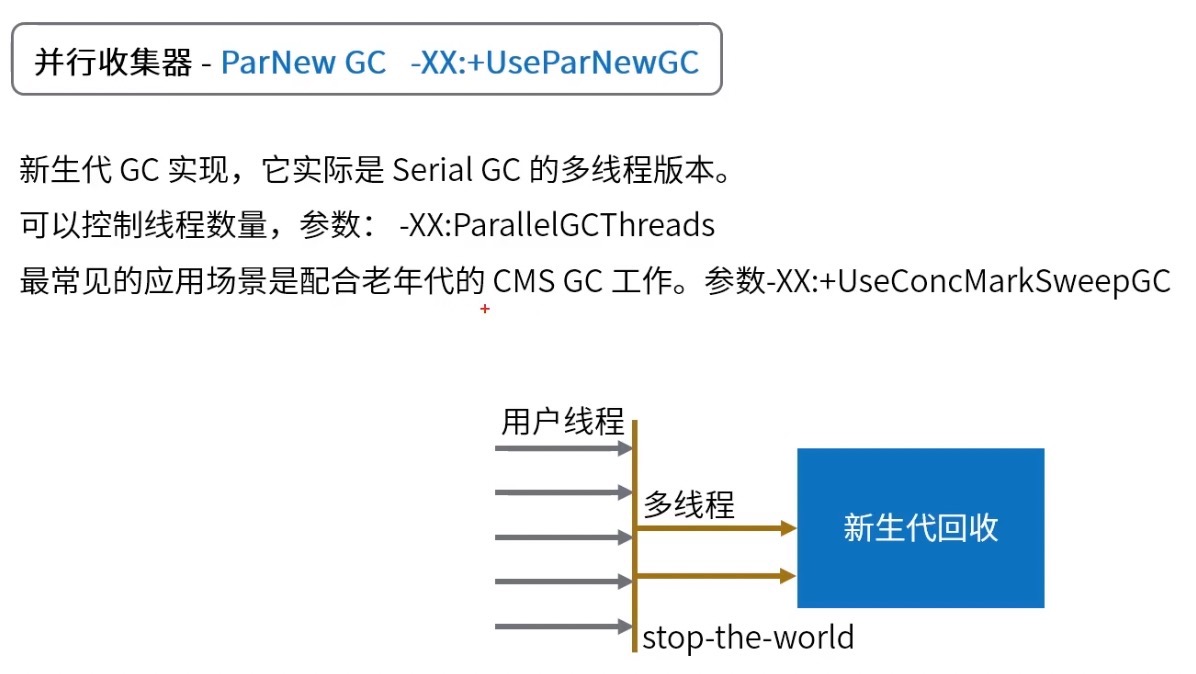 并行收集器 - ParNew GC -XX:+UseParNewGC
新生代 GC 实现，它实际是 Serial GC 的多线程版本。
可以控制线程数量，参数： -XX:ParallelGCThreads
最常见的应用场景是配合老年代的 CMS GC 工作。参数-XX:+UseConcMarkSweepGC
用户线程
多线程
新生代回收
stop-the-world